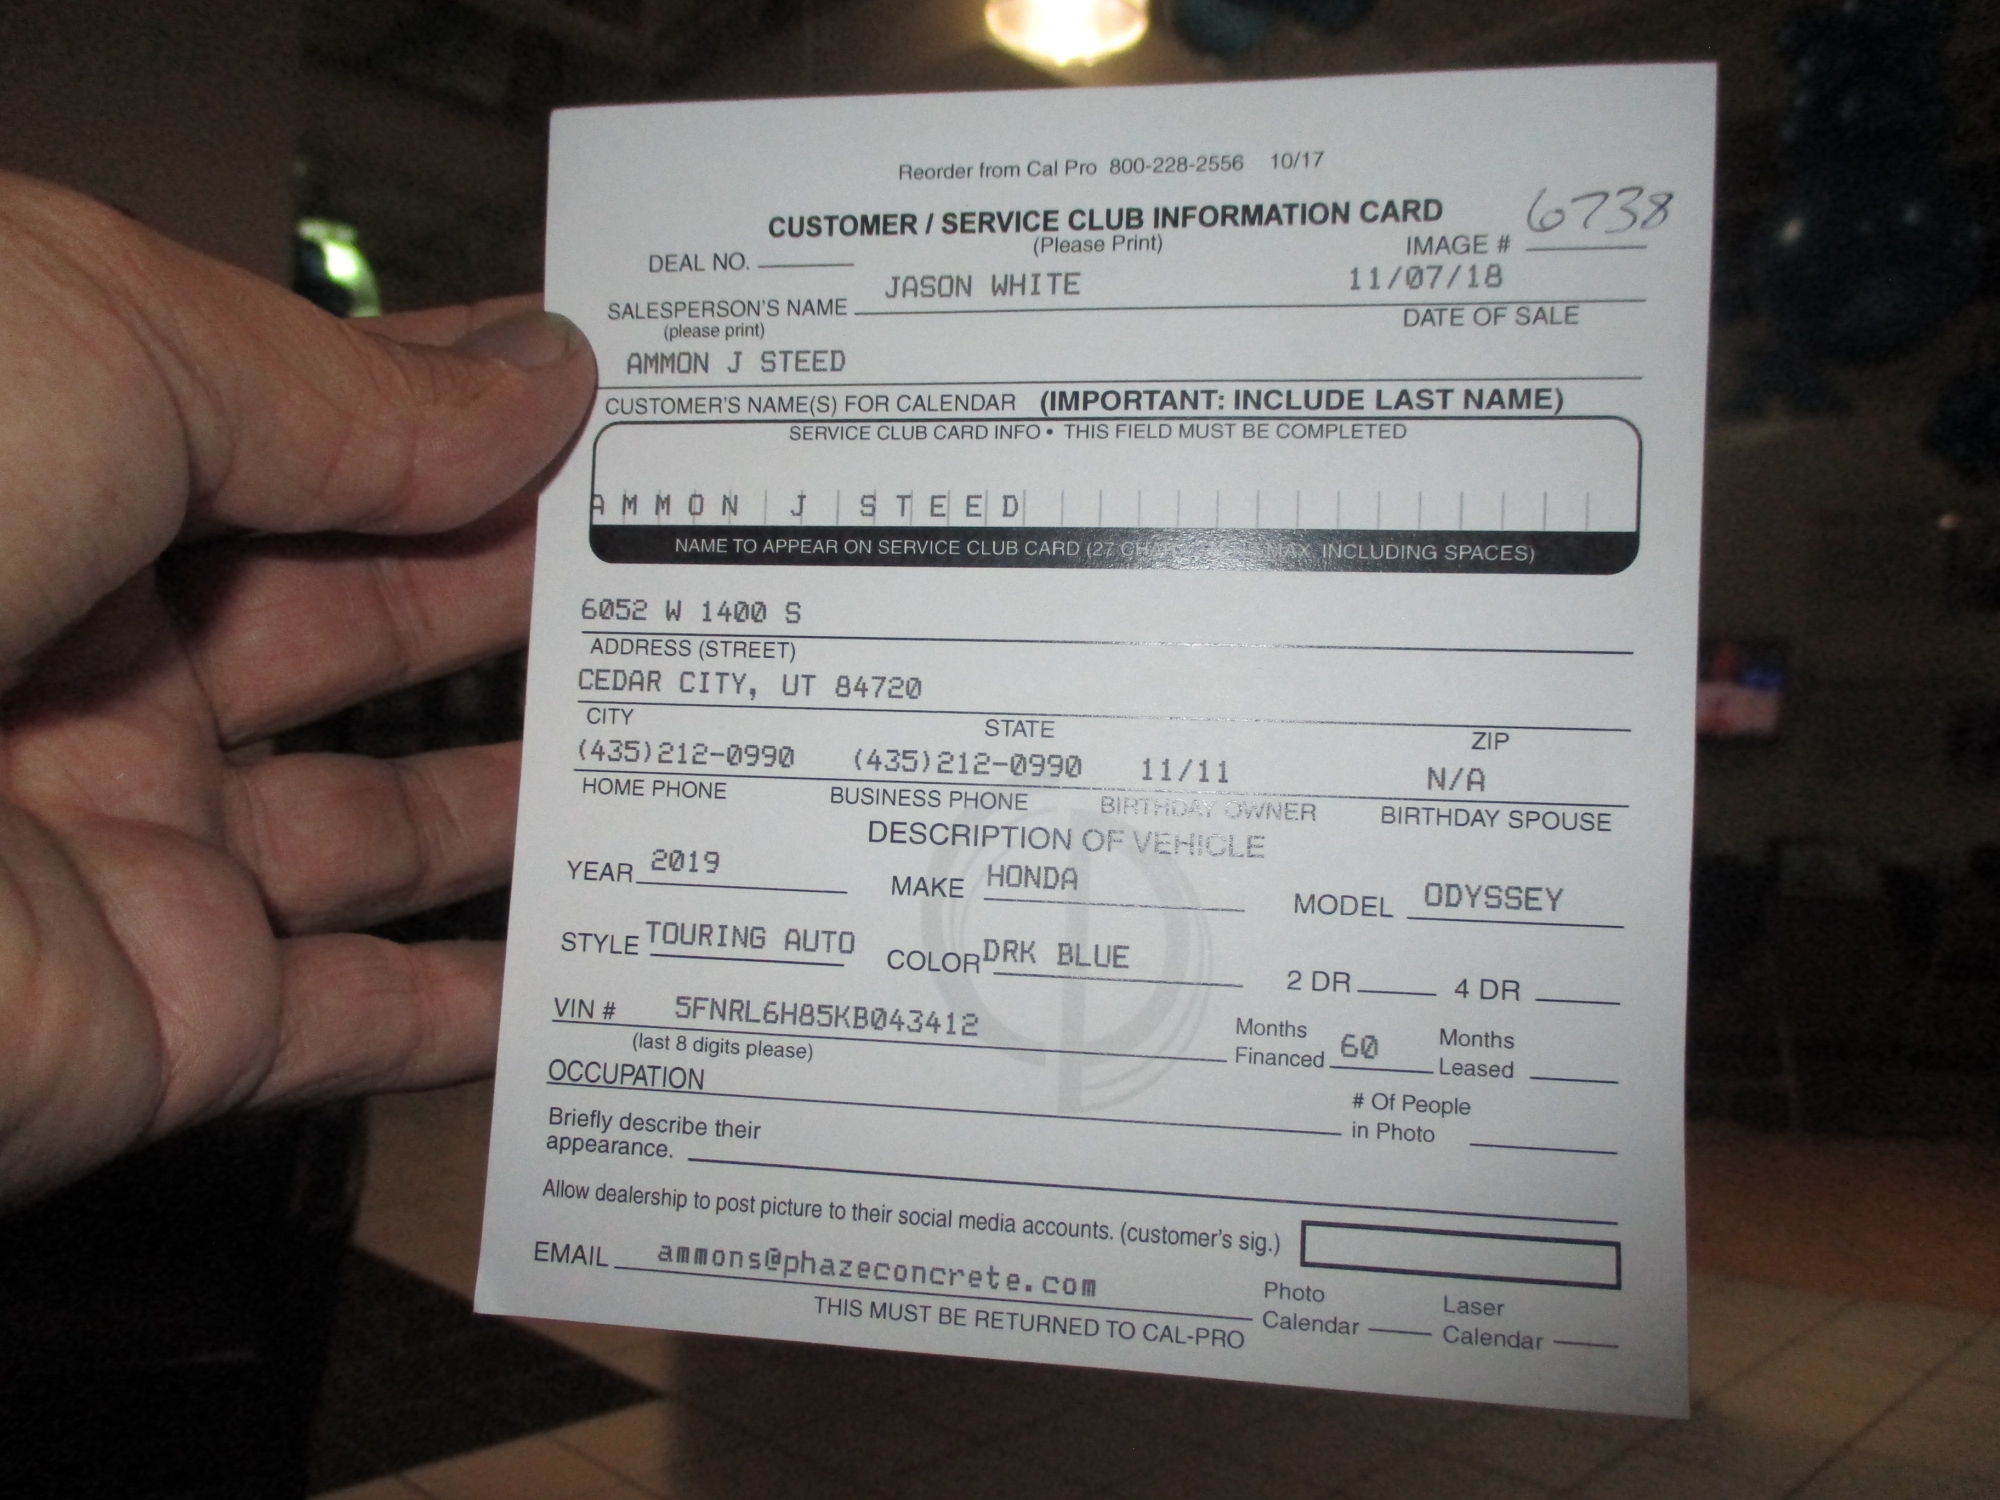 Reorder from Cal Pro 800-228-2556 10/17
CUSTOMER / SERVICE CLUB INFORMATION CARD
(Please Print)
IMAGE # 6738
DEAL NO.
JASON WHITE 11/07/18
SALESPERSON'S NAME DATE OF SALE
(please print)
AMMON J STEED
CUSTOMER'S NAME(S) FOR CALENDAR (IMPORTANT: INCLUDE LAST NAME)
SERVICE CLUB CARD INFO • THIS FIELD MUST BE COMPLETED
AMMON J STEED
NAME TO APPEAR ON SERVICE CLUB CARD (27 CHARACTERS MAX INCLUDING SPACES)
6052 W 1400 S
ADDRESS (STREET)
CEDAR CITY, UT 84720
CITY STATE ZIP
(435)212-0990 (435)212-0990 11/11 N/A
HOME PHONE BUSINESS PHONE BIRTHDAY OWNER BIRTHDAY SPOUSE
DESCRIPTION OF VEHICLE
YEAR 2019 MAKE HONDA MODEL ODYSSEY
STYLE TOURING AUTO COLOR DRK BLUE 2 DR 4 DR
VIN # 5FNRL6H85KB043412
(last 8 digits please)
Months Financed 60 Months Leased
OCCUPATION
# Of People in Photo
Briefly describe their
appearance.
Allow dealership to post picture to their social media accounts. (customer's sig.)
EMAIL ammons@phazeconcrete.com
Photo Calendar Laser Calendar
THIS MUST BE RETURNED TO CAL-PRO